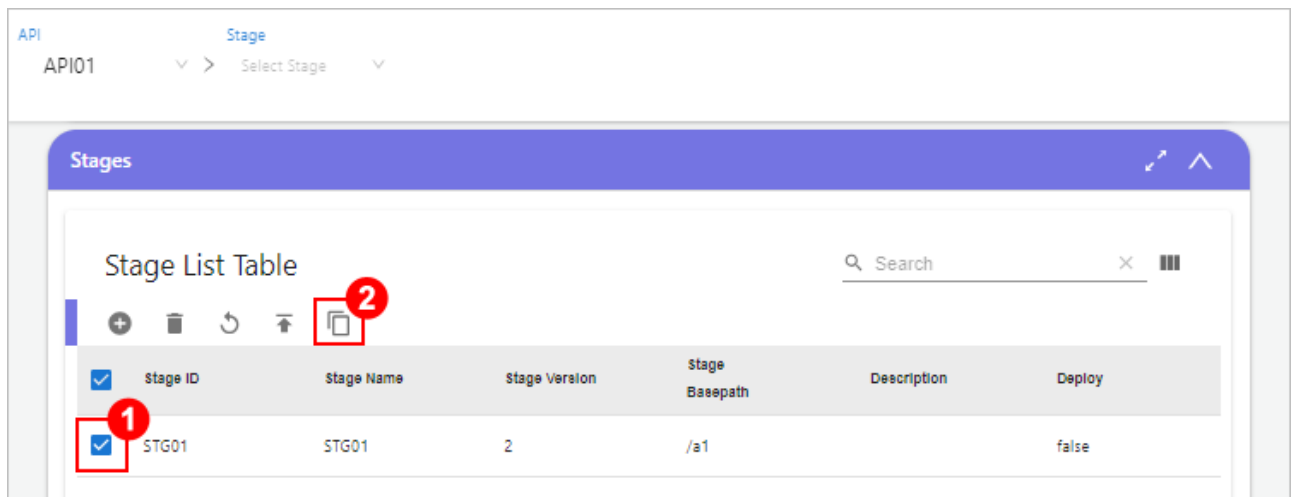 API Stage
API01 > Select Stage
Stages
Stage List Table
Search
2
Stage ID Stage Name Stage Version Stage Basepath Description Deploy
1
STG01 STG01 2 /a1 false